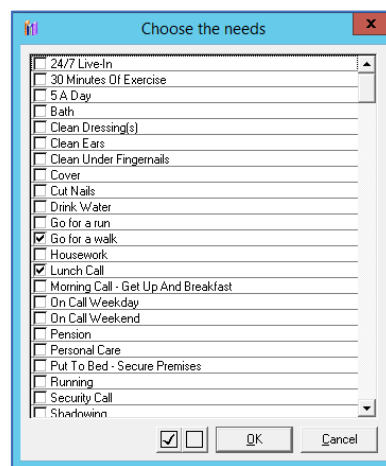 Choose the needs
x
24/7 Live-In
30 Minutes Of Exercise
5 A Day
Bath
Clean Dressing(s)
Clean Ears
Clean Under Fingernails
Cover
Cut Nails
Drink Water
Go for a run
Go for a walk
Housework
Lunch Call
Morning Call - Get Up And Breakfast
On Call Weekday
On Call Weekend
Pension
Personal Care
Put To Bed - Secure Premises
Running
Security Call
Shadowing
OK Cancel